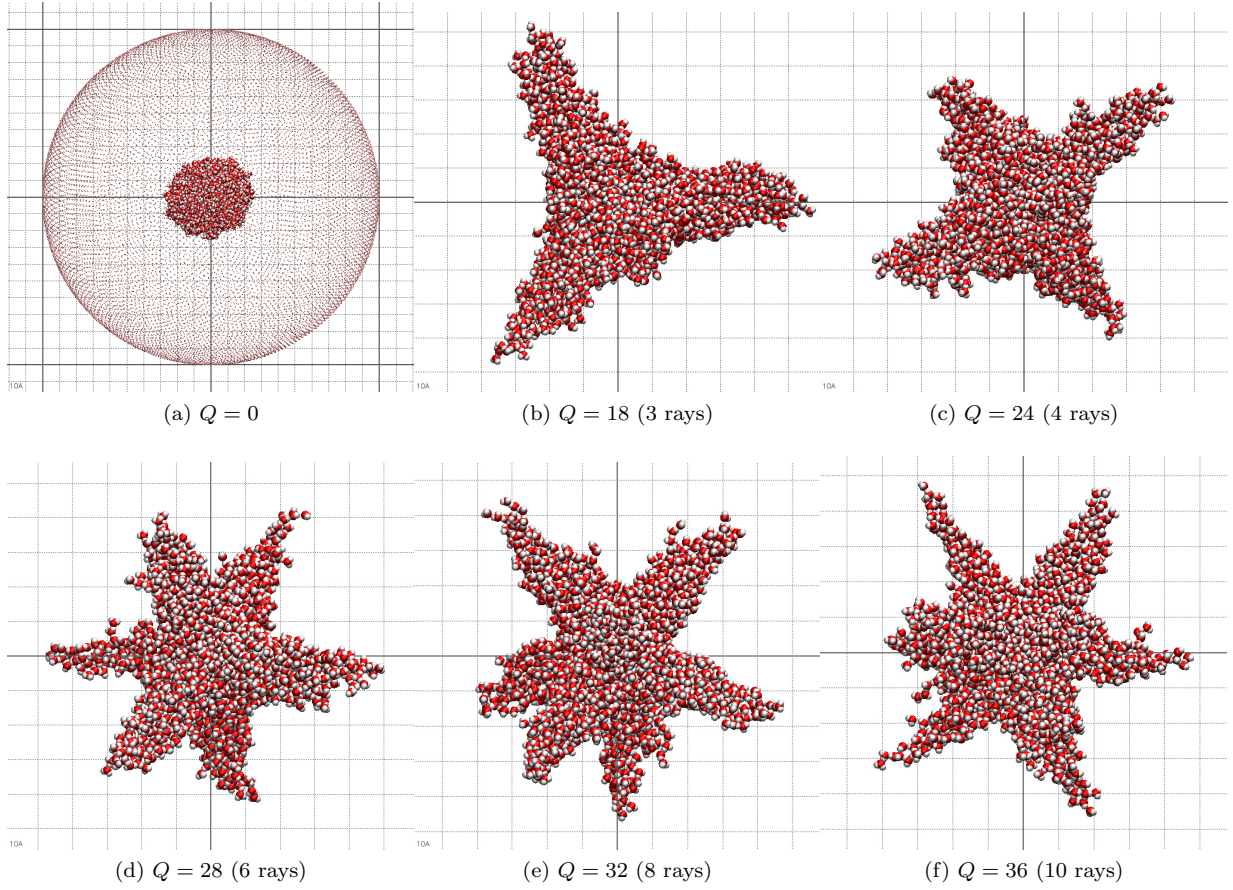 10A
10A
10A
(a) Q = 0
(b) Q = 18 (3 rays)
(c) Q = 24 (4 rays)
10A
10A
(d) Q = 28 (6 rays)
(e) Q = 32 (8 rays)
(f) Q = 36 (10 rays)